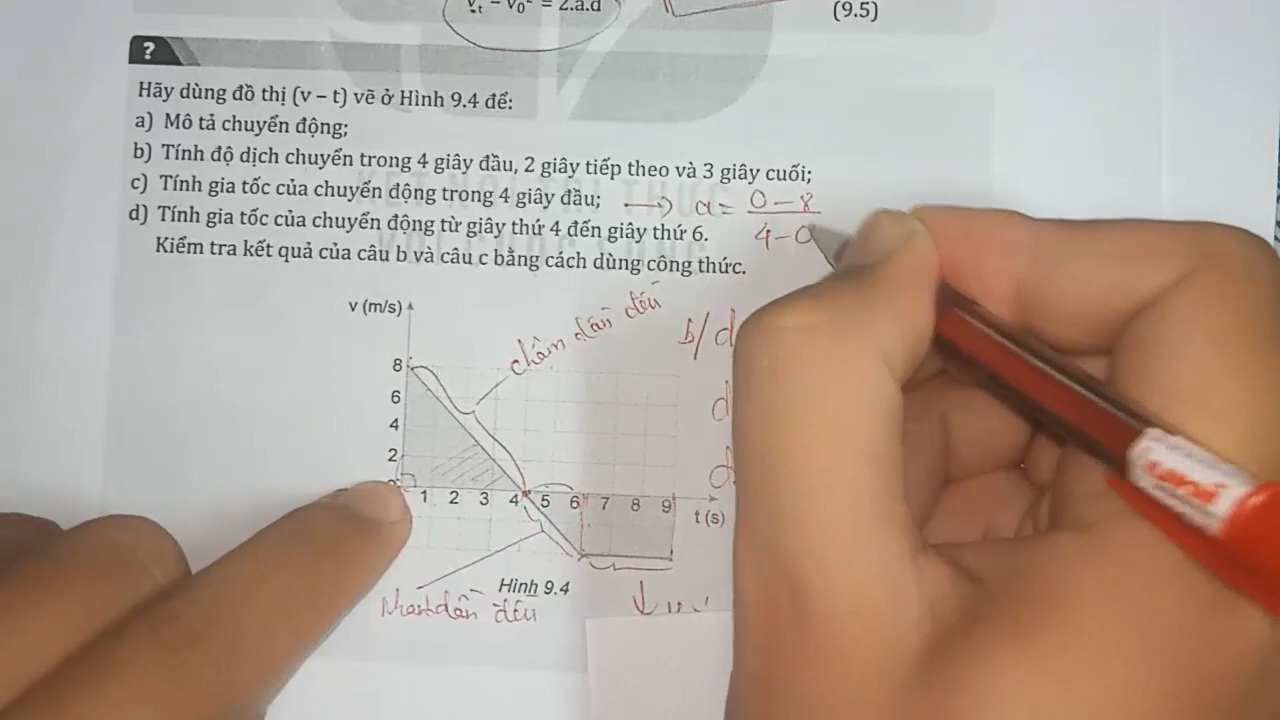 = 2.a.d
(9.5)
?
Hãy dùng đồ thị (v – t) vẽ ở Hình 9.4 để:
a) Mô tả chuyển động;
b) Tính độ dịch chuyển trong 4 giây đầu, 2 giây tiếp theo và 3 giây cuối;
c) Tính gia tốc của chuyển động trong 4 giây đầu; → a = 0 – 8
4 – 0
d) Tính gia tốc của chuyển động từ giây thứ 4 đến giây thứ 6.
Kiểm tra kết quả của câu b và câu c bằng cách dùng công thức.
v (m/s)
chậm dần đều
b/ d
8
6
d
4
2
d
1 2 3 4 5 6 7 8 9
t (s)
Hình 9.4
Nhanh dần đều